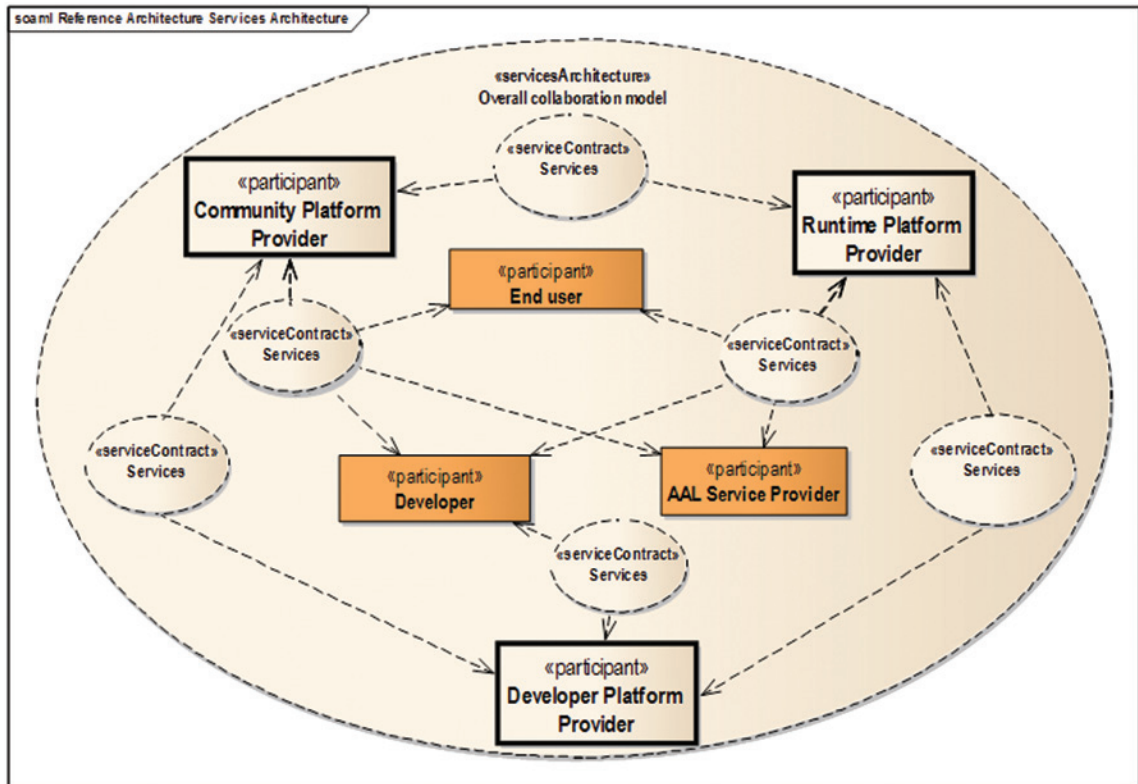 soaml Reference Architecture Services Architecture
«servicesArchitecture»
Overall collaboration model
«serviceContract»
Services
«participant»
Community Platform
Provider
«participant»
Runtime Platform
Provider
«participant»
End user
«serviceContract»
Services
«serviceContract»
Services
«serviceContract»
Services
«serviceContract»
Services
«participant»
Developer
«participant»
AAL Service Provider
«serviceContract»
Services
«participant»
Developer Platform
Provider